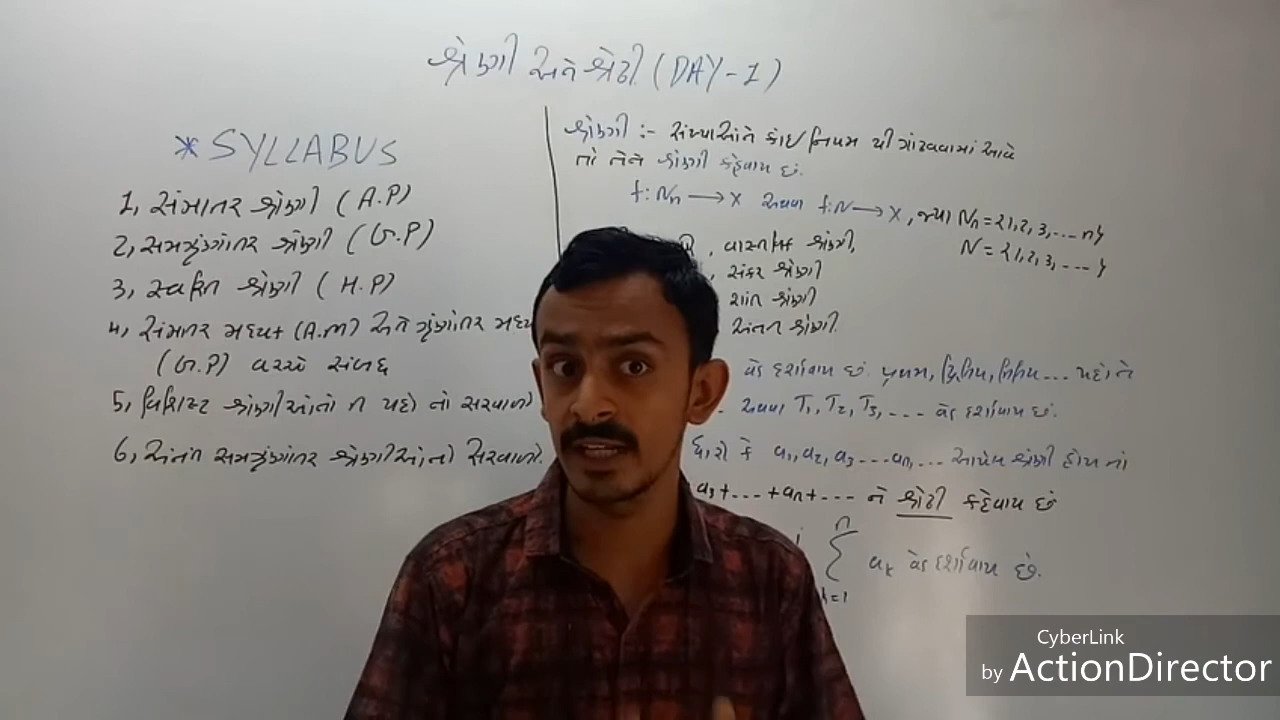 શ્રેણી અને શ્રેઢી (DAY-1)
* SYLLABUS
1, સમાંતર શ્રેણી (A.P)
2, સમગુણોત્તર શ્રેણી (G.P)
3, સ્વરિત શ્રેણી (H.P)
4, સમાંતર મધ્યક (A.M) અને ગુણોત્તર મધ્ય
(G.P) વચ્ચે સંબંધ
5, વિશિષ્ટ શ્રેણીઓનો n પદો નો સરવાળો
6, અનંત સમગુણોત્તર શ્રેણીઓનો સરવાળો.
શ્રેણી :- સંખ્યાઓને કોઇ નિયમ થી ગોઠવવામાં આવે
તો તેને શ્રેણી કહેવાય છે.
f: Nn → X અથવા f: N → X, જ્યાં Nn = {1,2,3,...n}
N = {1,2,3,....}
, વાસ્તવિક શ્રેણી,
, સંકર શ્રેણી
શાંત શ્રેણી
અનંત શ્રેણી.
વડે દર્શાવાય છે. પ્રથમ, દ્વિતિય, ત્રિતિય... પદોને
અથવા T1, T2, T3, .... વડે દર્શાવાય છે.
ધારો કે a1, a2, a3 ....an, ... આપેલ શ્રેણી હોય તો
a3+...+an+... ને શ્રેઢી કહેવાય છે
n
Σ ak વડે દર્શાવાય છે.
k=1
CyberLink
by ActionDirector